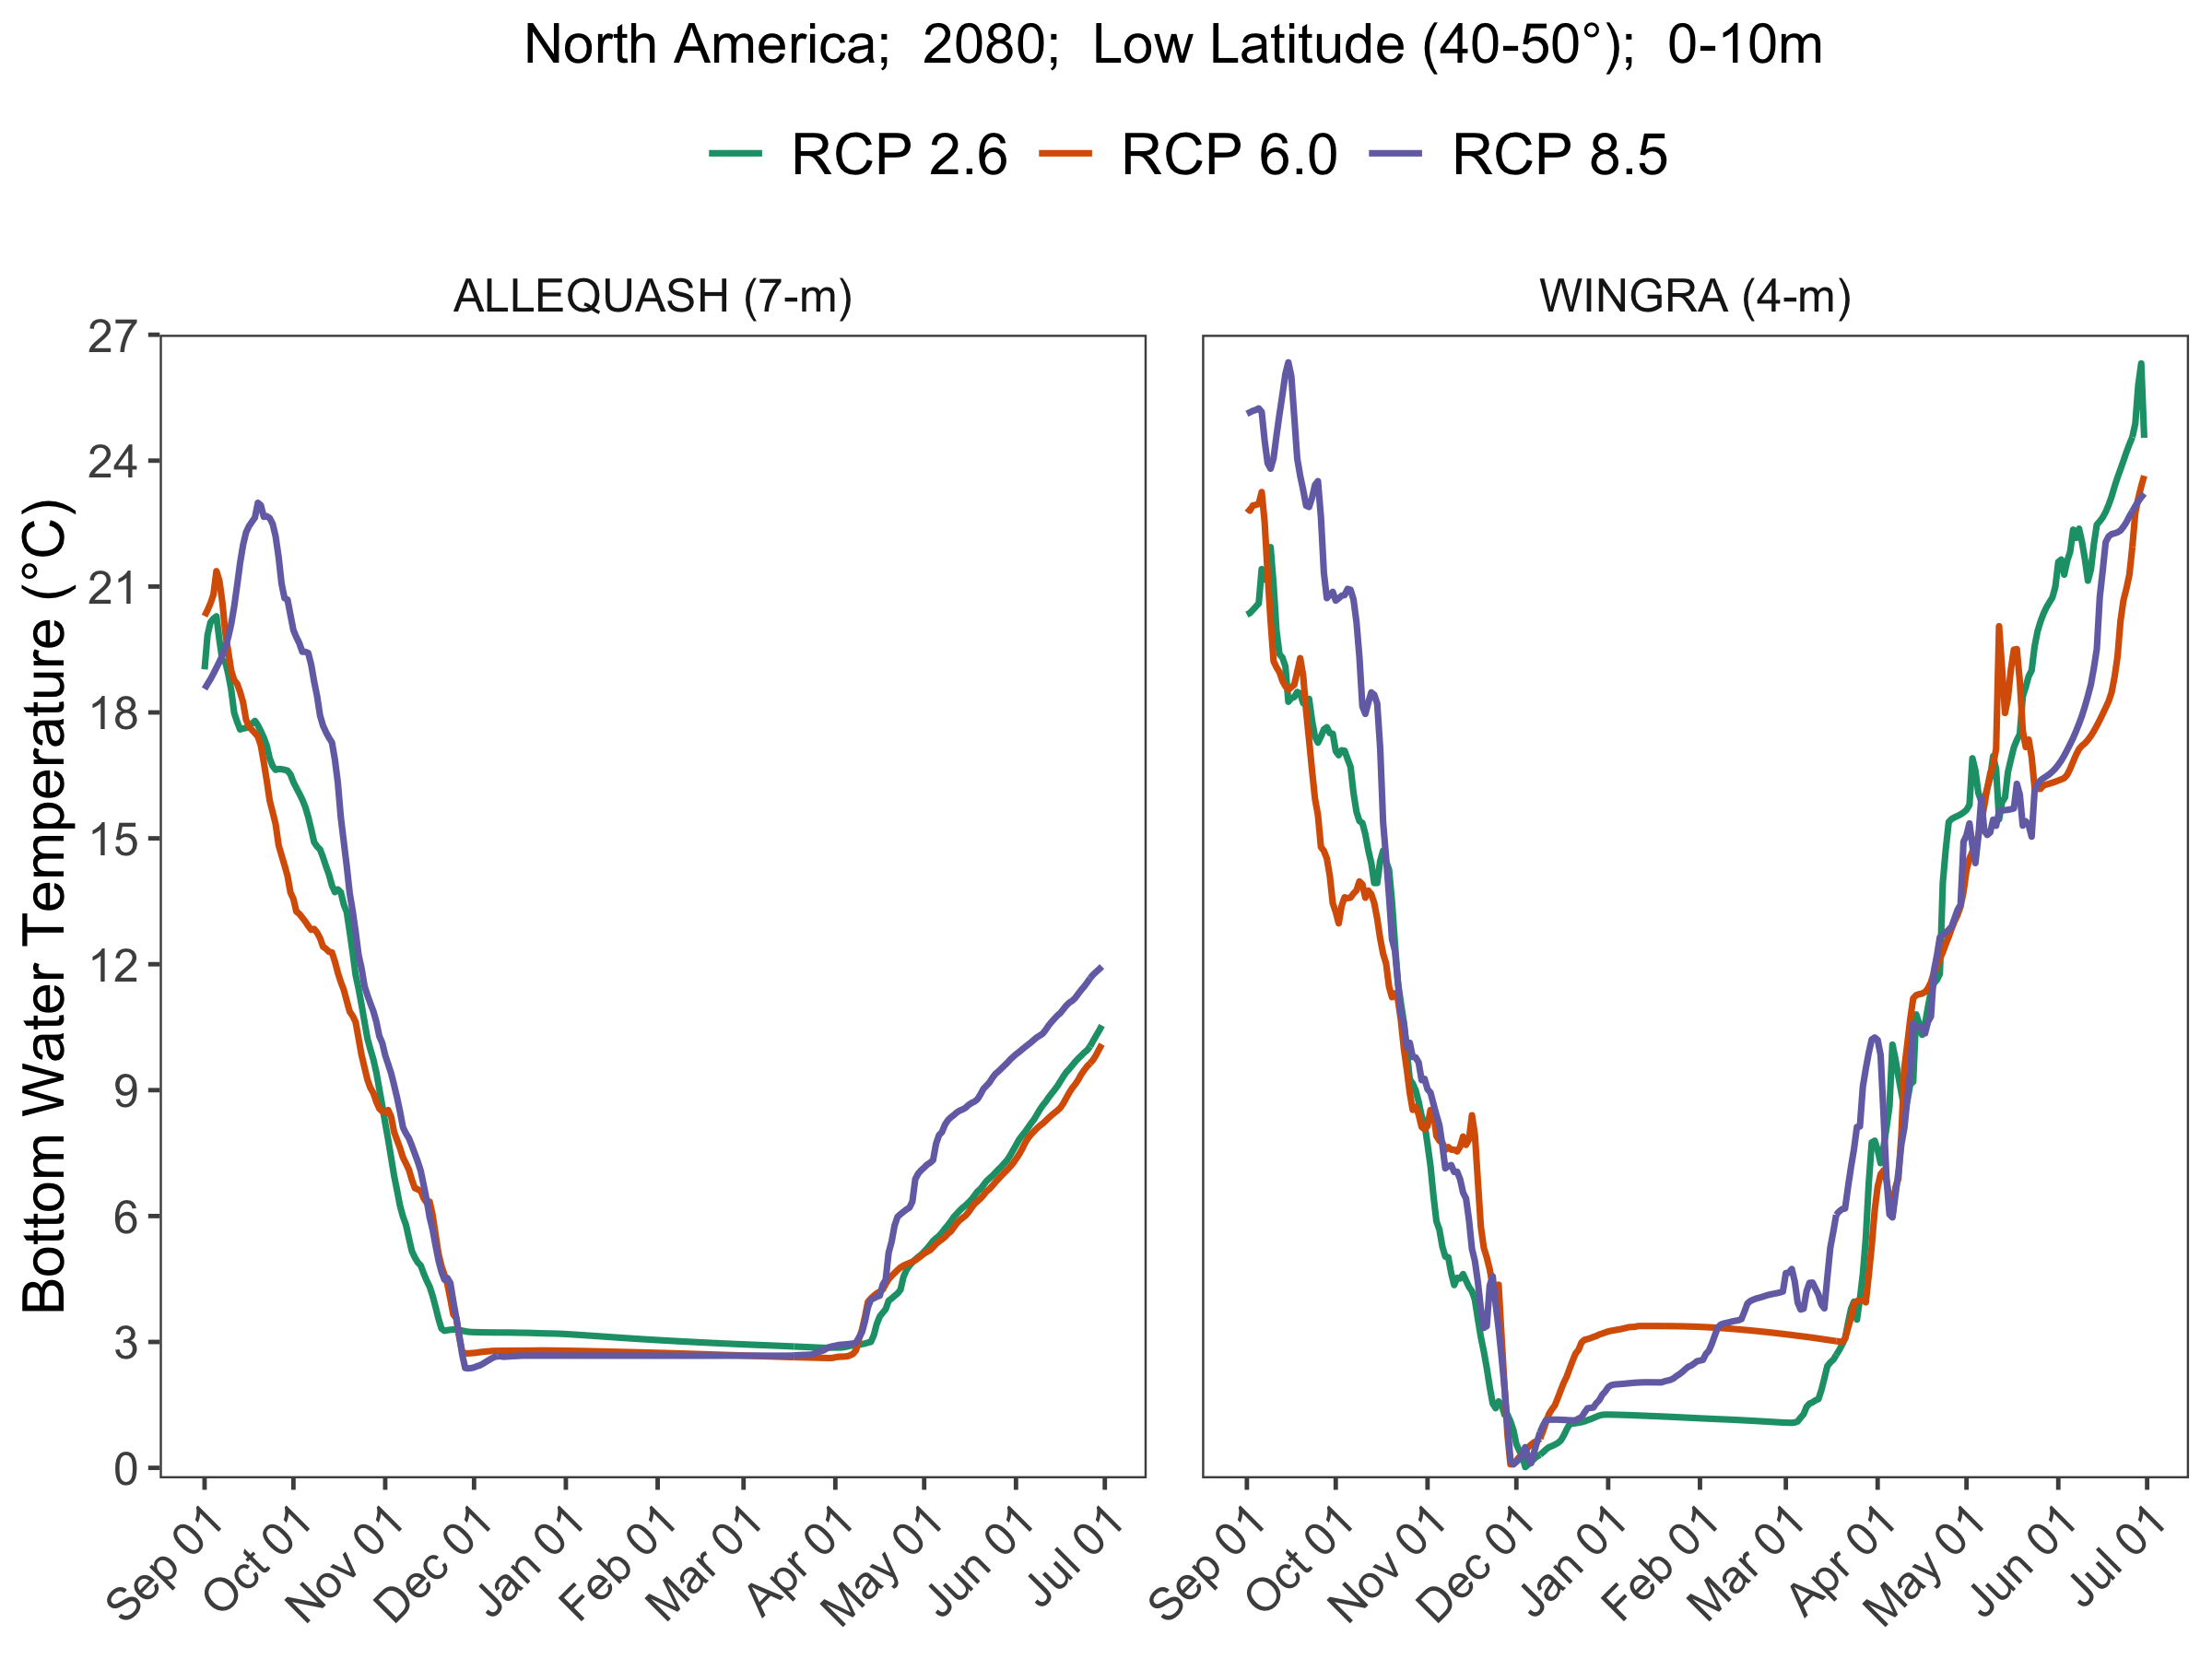 North America;  2080;  Low Latitude (40-50°);  0-10m
RCP 2.6 RCP 6.0 RCP 8.5
ALLEQUASH (7-m) WINGRA (4-m)
Bottom Water Temperature (°C)
27
24
21
18
15
12
9
6
3
0
Sep 01 Oct 01 Nov 01 Dec 01 Jan 01 Feb 01 Mar 01 Apr 01 May 01 Jun 01 Jul 01 Sep 01 Oct 01 Nov 01 Dec 01 Jan 01 Feb 01 Mar 01 Apr 01 May 01 Jun 01 Jul 01